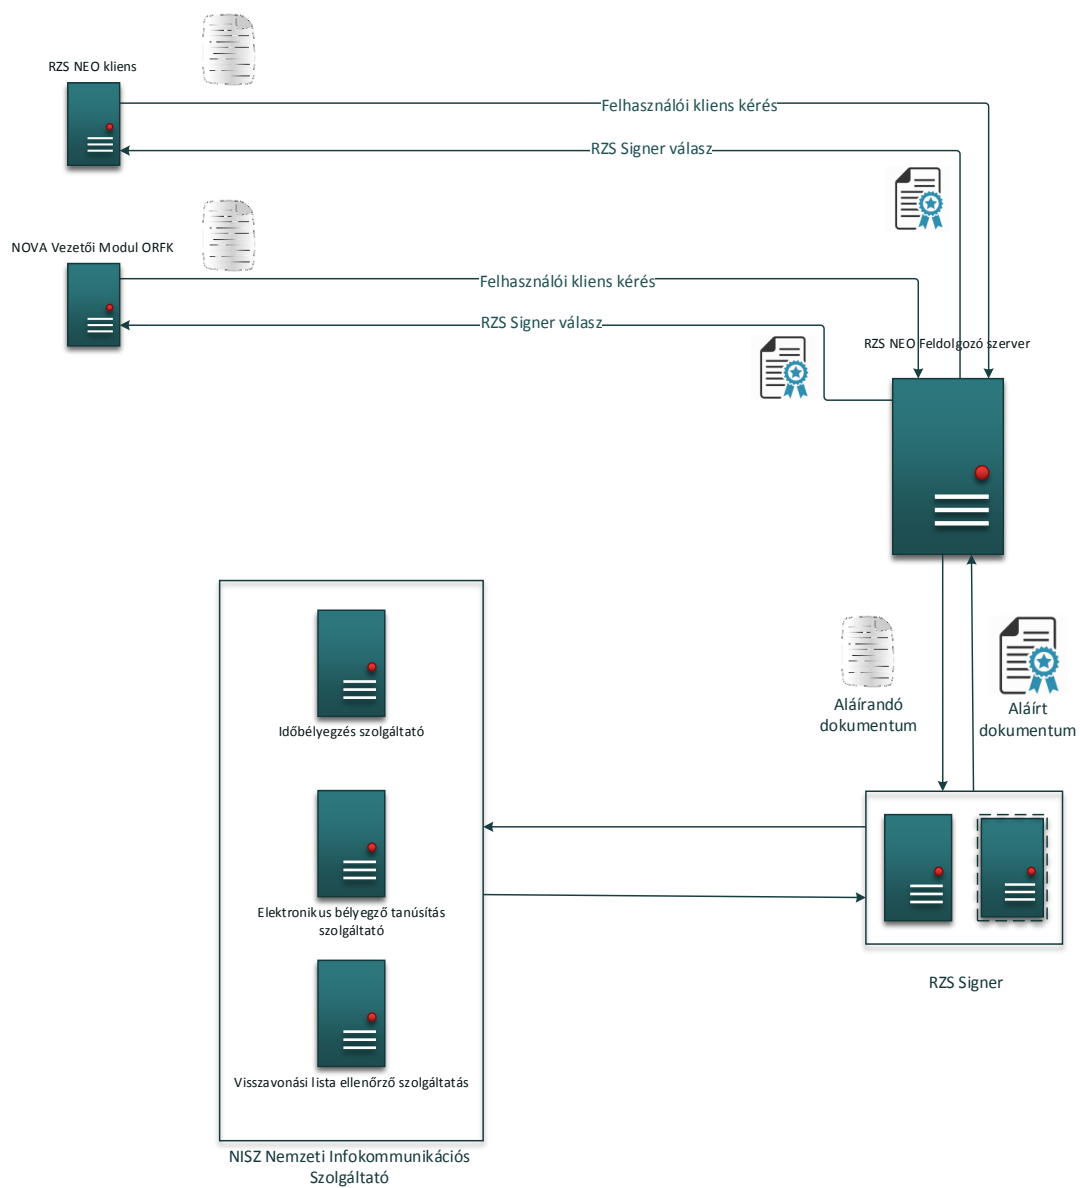 RZS NEO kliens
Felhasználói kliens kérés
RZS Signer válasz
NOVA Vezetői Modul ORFK
Felhasználói kliens kérés
RZS Signer válasz
RZS NEO Feldolgozó szerver
Aláírandó
dokumentum
Aláírt
dokumentum
Időbélyegzés szolgáltató
Elektronikus bélyegző tanúsítás
szolgáltató
RZS Signer
Visszavonási lista ellenőrző szolgáltatás
NISZ Nemzeti Infokommunikációs
Szolgáltató